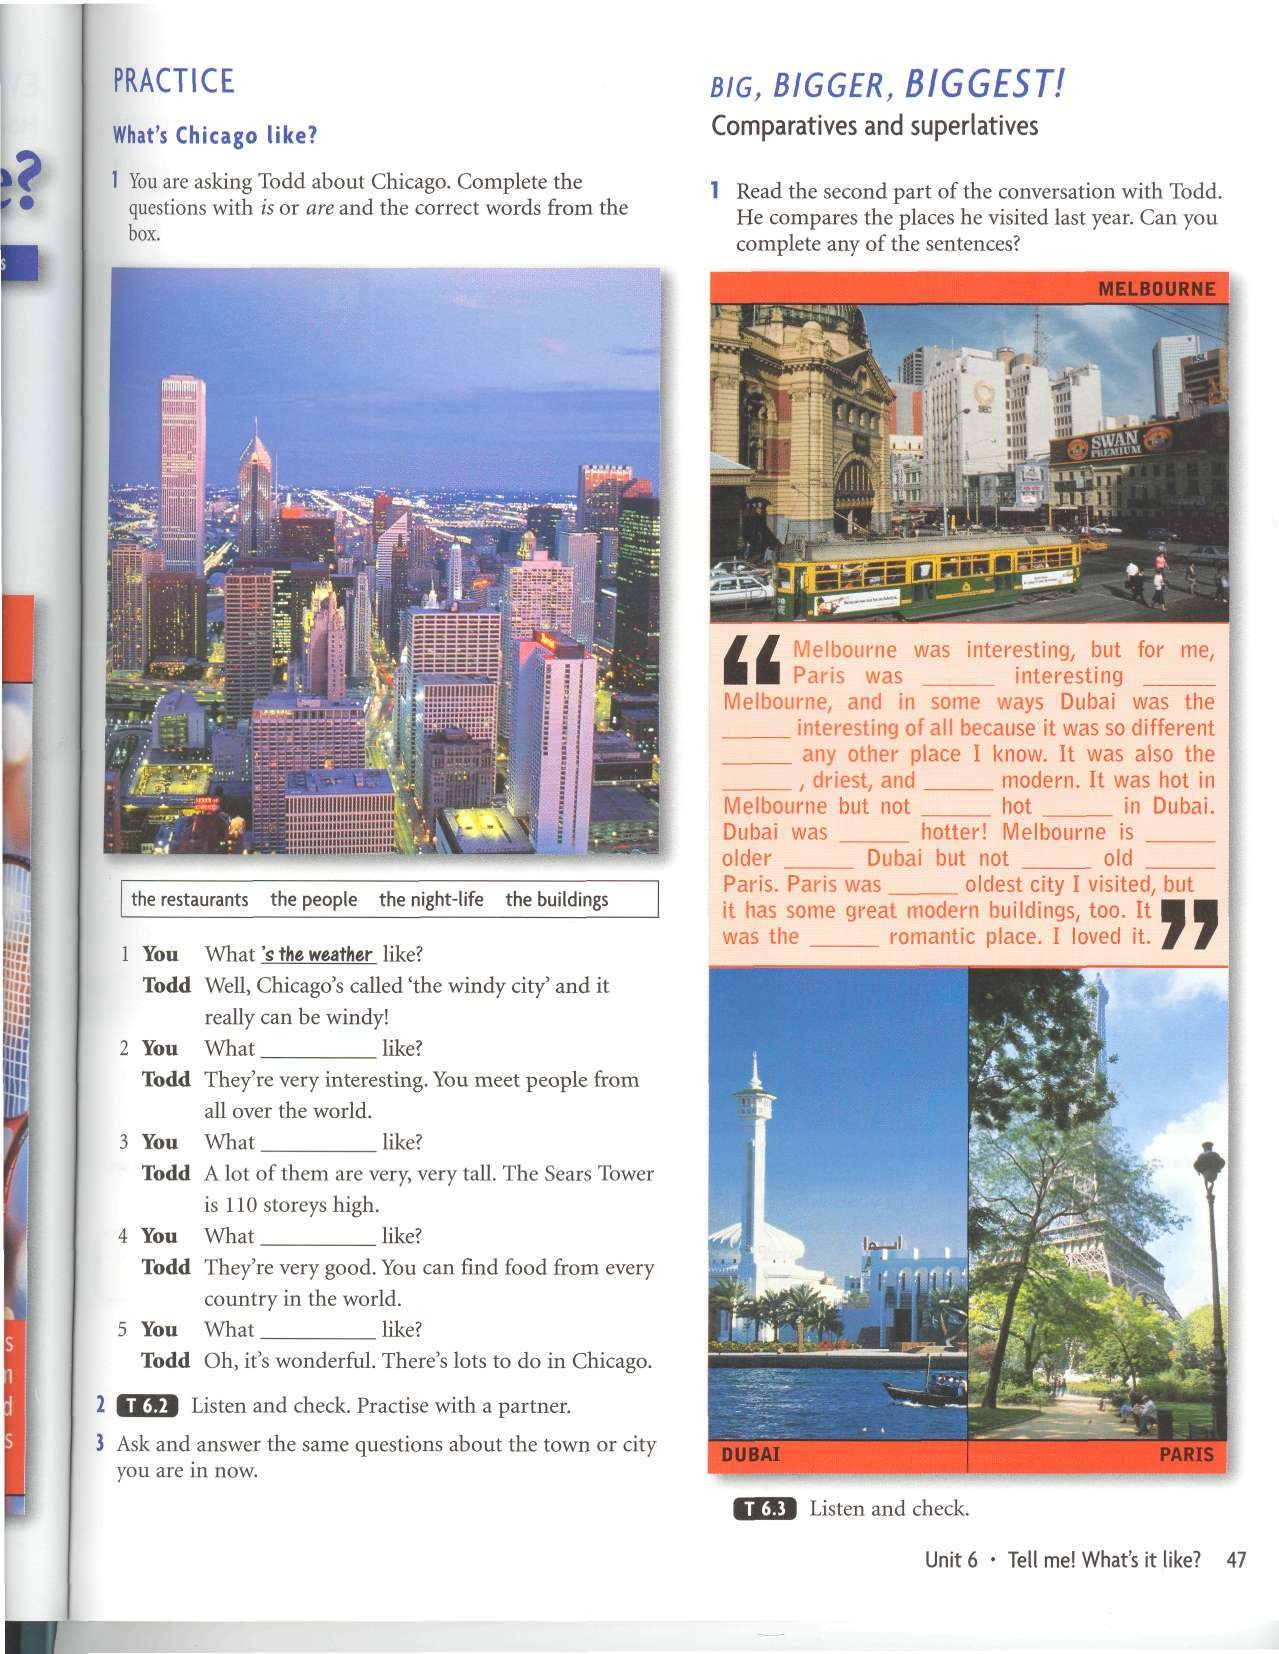 PRACTICE
What's Chicago like?
1 You are asking Todd about Chicago. Complete the
questions with is or are and the correct words from the
box.
the restaurants the people the night-life the buildings
1 You What 's the weather like?
Todd Well, Chicago's called 'the windy city' and it
really can be windy!
2 You What ____________ like?
Todd They're very interesting. You meet people from
all over the world.
3 You What ____________ like?
Todd A lot of them are very, very tall. The Sears Tower
is 110 storeys high.
4 You What ____________ like?
Todd They're very good. You can find food from every
country in the world.
5 You What ____________ like?
Todd Oh, it's wonderful. There's lots to do in Chicago.
2 T 6.2 Listen and check. Practise with a partner.
3 Ask and answer the same questions about the town or city
you are in now.
BIG, BIGGER, BIGGEST!
Comparatives and superlatives
1 Read the second part of the conversation with Todd.
He compares the places he visited last year. Can you
complete any of the sentences?
MELBOURNE
SWAN
PREMIUM
SEC
“ Melbourne was interesting, but for me,
Paris was ______ interesting ______
Melbourne, and in some ways Dubai was the
______ interesting of all because it was so different
______ any other place I know. It was also the
______ , driest, and ______ modern. It was hot in
Melbourne but not ______ hot ______ in Dubai.
Dubai was ______ hotter! Melbourne is ______
older ______ Dubai but not ______ old ______
Paris. Paris was ______ oldest city I visited, but
it has some great modern buildings, too. It
was the ______ romantic place. I loved it. ”
DUBAI
PARIS
T 6.3 Listen and check.
Unit 6 • Tell me! What's it like? 47